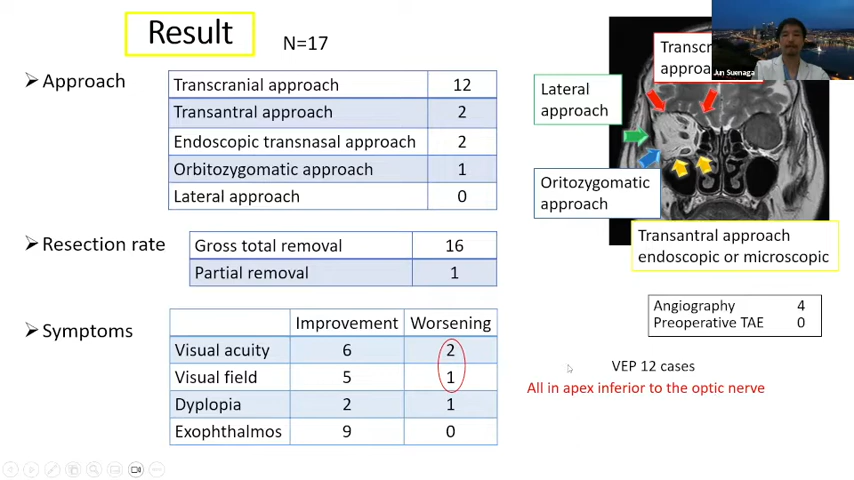 Result
N=17
Approach
Transcranial approach 12
Transantral approach 2
Endoscopic transnasal approach 2
Orbitozygomatic approach 1
Lateral approach 0
Resection rate
Gross total removal 16
Partial removal 1
Symptoms
Improvement Worsening
Visual acuity 6 2
Visual field 5 1
Dyplopia 2 1
Exophthalmos 9 0
Jun Suenaga
Lateral
approach
Oritozygomatic
approach
Transantral approach
endoscopic or microscopic
Angiography 4
Preoperative TAE 0
VEP 12 cases
All in apex inferior to the optic nerve